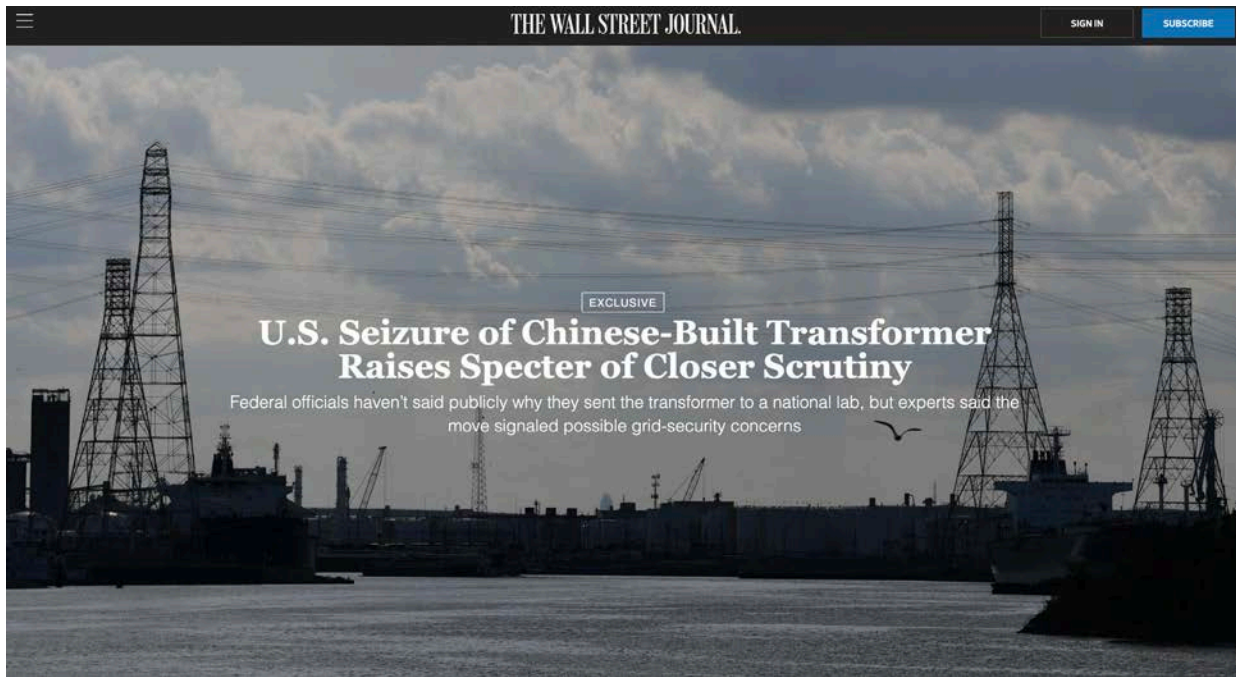 THE WALL STREET JOURNAL.
SIGN IN
SUBSCRIBE
EXCLUSIVE
U.S. Seizure of Chinese-Built Transformer
Raises Specter of Closer Scrutiny
Federal officials haven't said publicly why they sent the transformer to a national lab, but experts said the
move signaled possible grid-security concerns